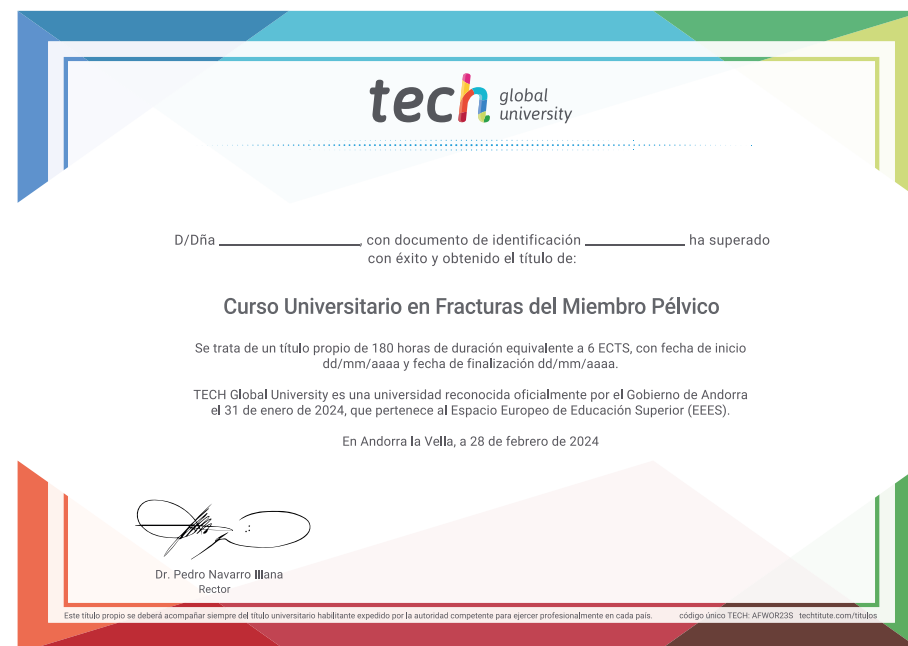 tech global university
D/Dña ____________________, con documento de identificación ______________ ha superado
con éxito y obtenido el título de:
Curso Universitario en Fracturas del Miembro Pélvico
Se trata de un título propio de 180 horas de duración equivalente a 6 ECTS, con fecha de inicio
dd/mm/aaaa y fecha de finalización dd/mm/aaaa.
TECH Global University es una universidad reconocida oficialmente por el Gobierno de Andorra
el 31 de enero de 2024, que pertenece al Espacio Europeo de Educación Superior (EEES).
En Andorra la Vella, a 28 de febrero de 2024
Dr. Pedro Navarro Illana
Rector
Este título propio se deberá acompañar siempre del título universitario habilitante expedido por la autoridad competente para ejercer profesionalmente en cada país. código único TECH: AFWOR23S techtitute.com/titulos